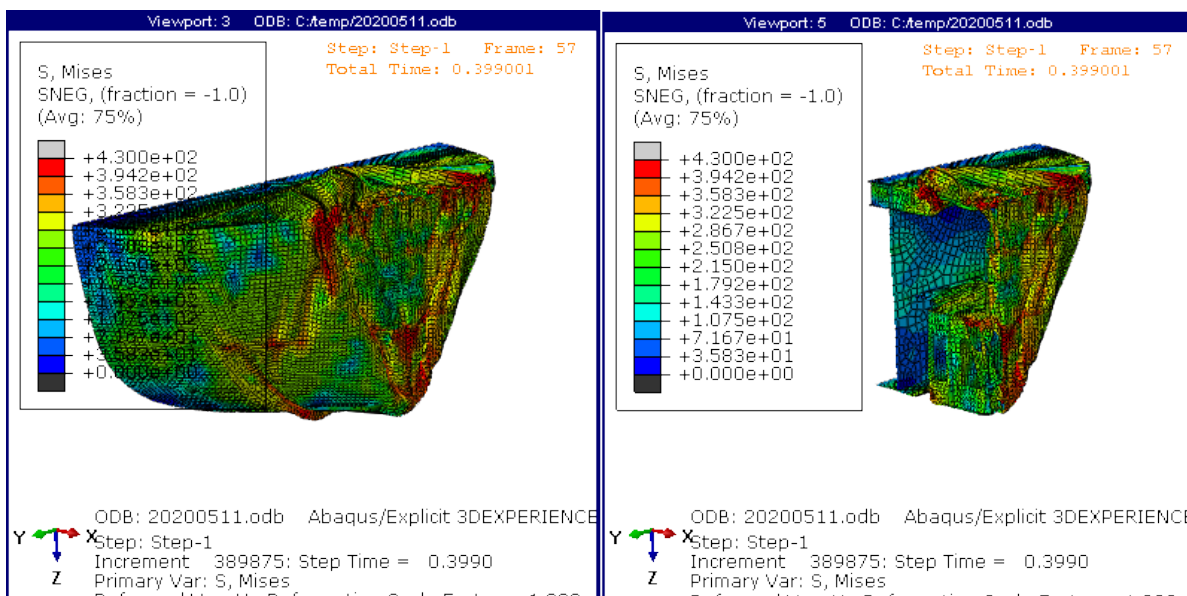 Viewport: 3 ODB: C:/temp/20200511.odb
Step: Step-1 Frame: 57
Total Time: 0.399001
S, Mises
SNEG, (fraction = -1.0)
(Avg: 75%)
+4.300e+02
+3.942e+02
+3.583e+02
+0.000e+00
Y X
Z
ODB: 20200511.odb Abaqus/Explicit 3DEXPERIENCE
Step: Step-1
Increment 389875: Step Time = 0.3990
Primary Var: S, Mises
Viewport: 5 ODB: C:/temp/20200511.odb
Step: Step-1 Frame: 57
Total Time: 0.399001
S, Mises
SNEG, (fraction = -1.0)
(Avg: 75%)
+4.300e+02
+3.942e+02
+3.583e+02
+3.225e+02
+2.867e+02
+2.508e+02
+2.150e+02
+1.792e+02
+1.433e+02
+1.075e+02
+7.167e+01
+3.583e+01
+0.000e+00
Y X
Z
ODB: 20200511.odb Abaqus/Explicit 3DEXPERIENCE
Step: Step-1
Increment 389875: Step Time = 0.3990
Primary Var: S, Mises